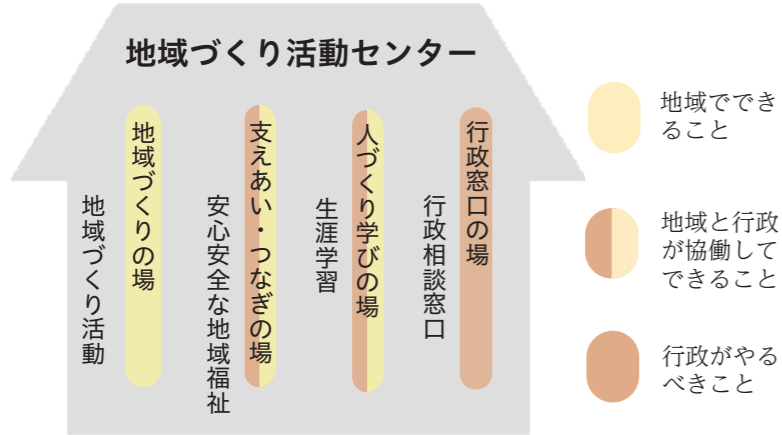 地域づくり活動センター
地域づくりの場
地域づくり活動
支えあい・つなぎの場
安心安全な地域福祉
人づくり学びの場
生涯学習
行政窓口の場
行政相談窓口
地域ででき
ること
地域と行政
が協働して
できること
行政がやる
べきこと